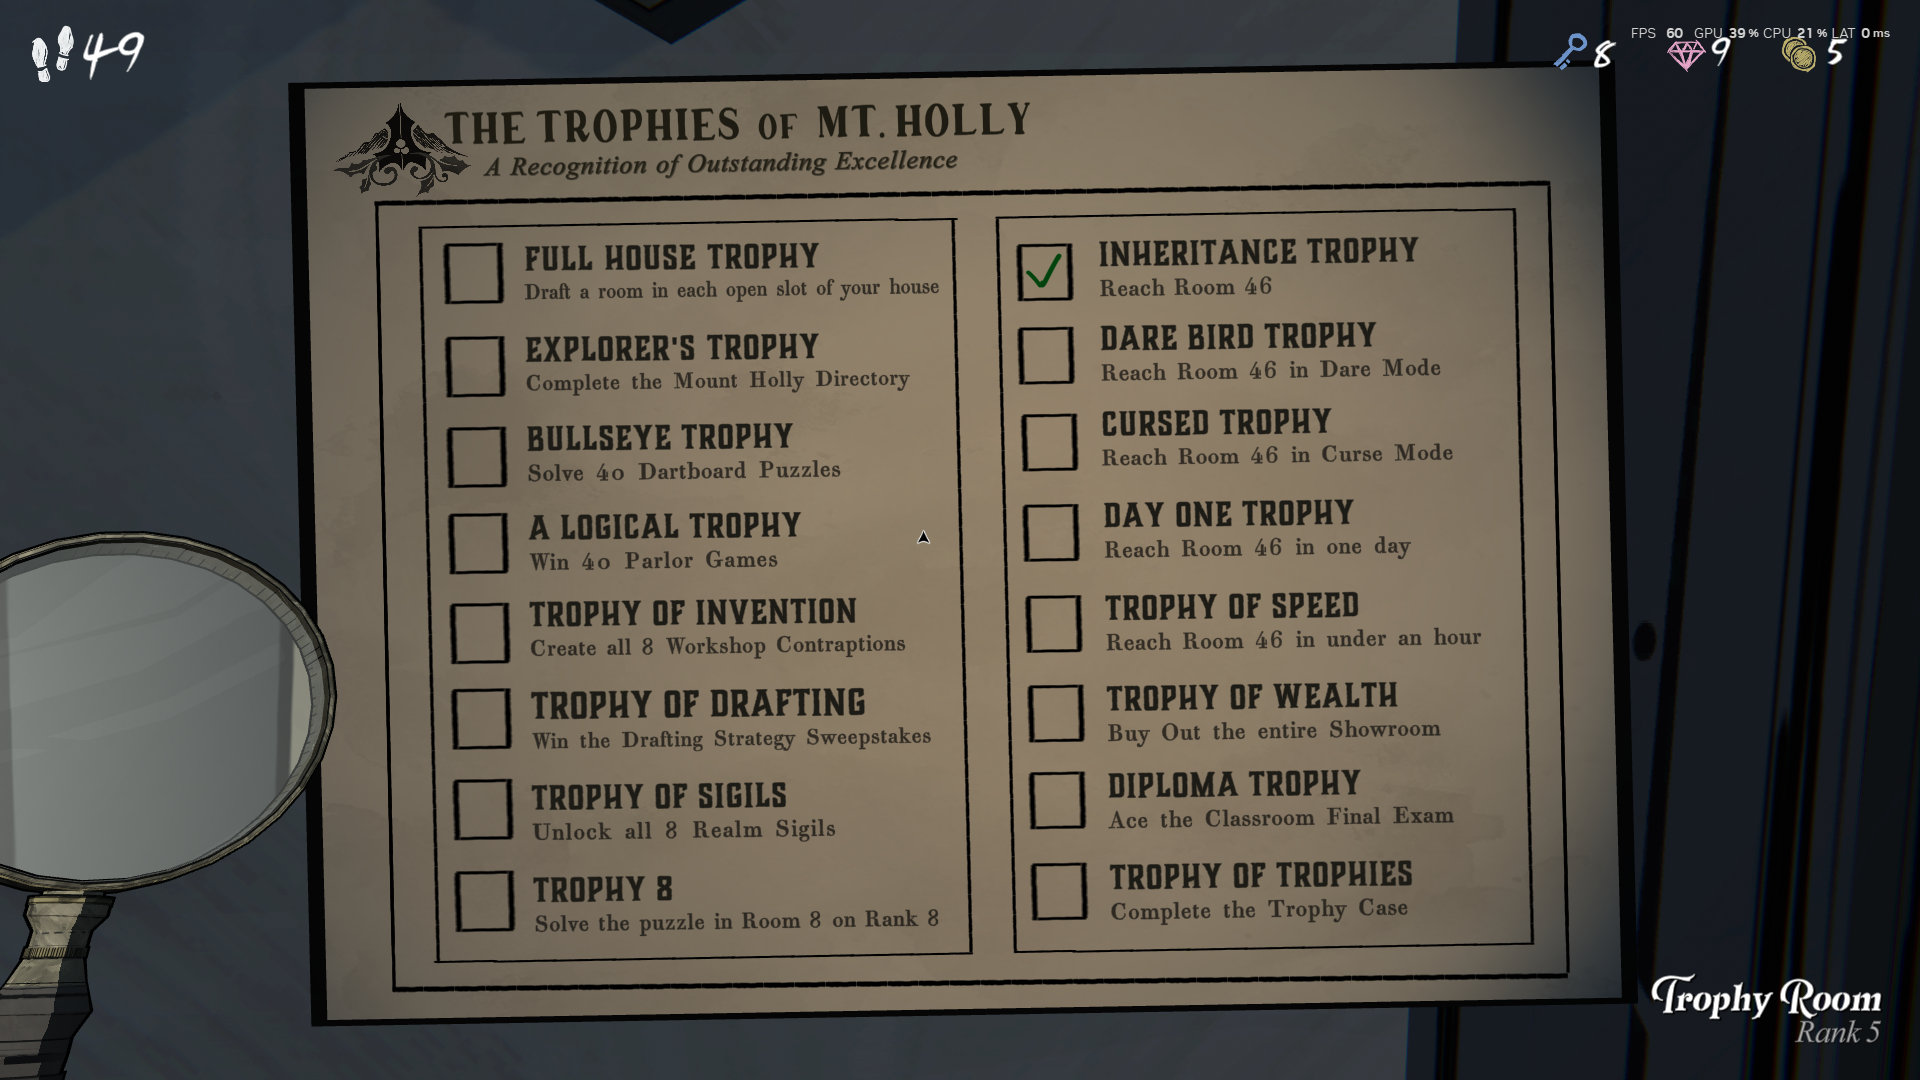 49
FPS 60 GPU 39% CPU 21% LAT 0 ms
8 9 5
THE TROPHIES OF MT. HOLLY
A Recognition of Outstanding Excellence
FULL HOUSE TROPHY
Draft a room in each open slot of your house
EXPLORER'S TROPHY
Complete the Mount Holly Directory
BULLSEYE TROPHY
Solve 40 Dartboard Puzzles
A LOGICAL TROPHY
Win 40 Parlor Games
TROPHY OF INVENTION
Create all 8 Workshop Contraptions
TROPHY OF DRAFTING
Win the Drafting Strategy Sweepstakes
TROPHY OF SIGILS
Unlock all 8 Realm Sigils
TROPHY 8
Solve the puzzle in Room 8 on Rank 8
INHERITANCE TROPHY
Reach Room 46
DARE BIRD TROPHY
Reach Room 46 in Dare Mode
CURSED TROPHY
Reach Room 46 in Curse Mode
DAY ONE TROPHY
Reach Room 46 in one day
TROPHY OF SPEED
Reach Room 46 in under an hour
TROPHY OF WEALTH
Buy Out the entire Showroom
DIPLOMA TROPHY
Ace the Classroom Final Exam
TROPHY OF TROPHIES
Complete the Trophy Case
Trophy Room
Rank 5